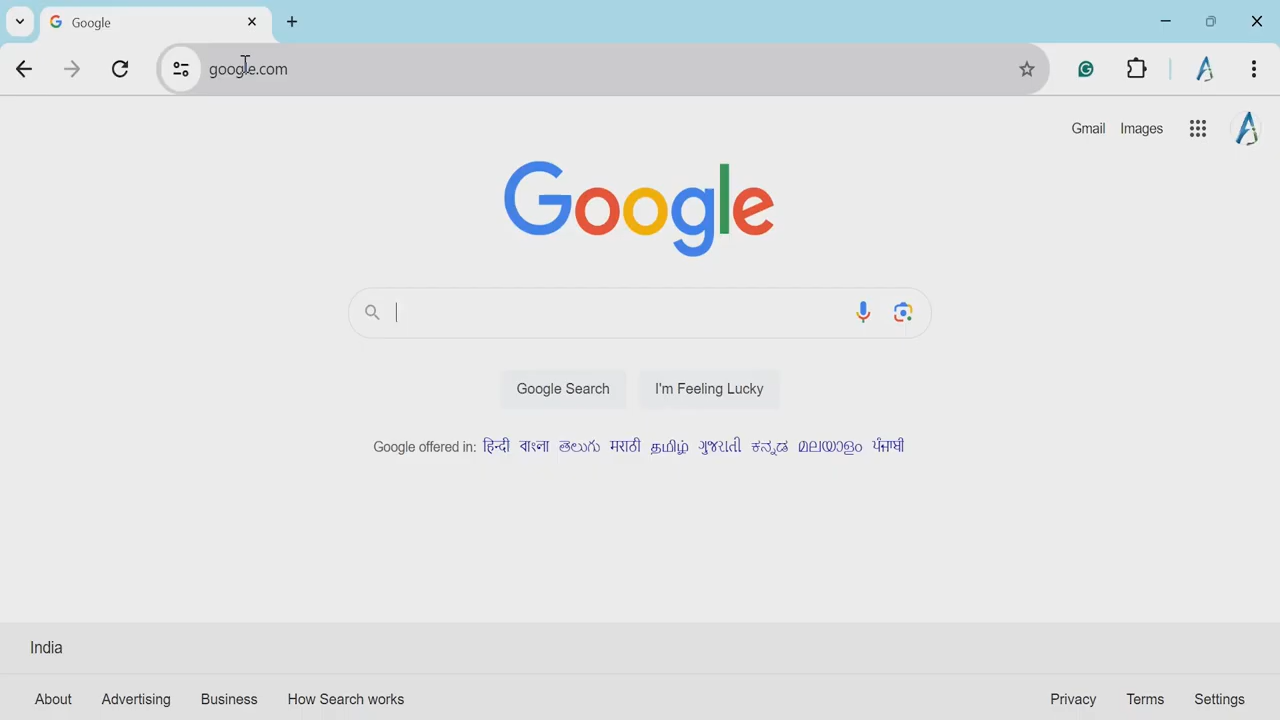 Google
google.com
Gmail Images
Google
Google Search I'm Feeling Lucky
Google offered in: हिन्दी বাংলা తెలుగు मराठी தமிழ் ગુજરાતી ಕನ್ನಡ മലയാളം ਪੰਜਾਬੀ
India
About Advertising Business How Search works Privacy Terms Settings